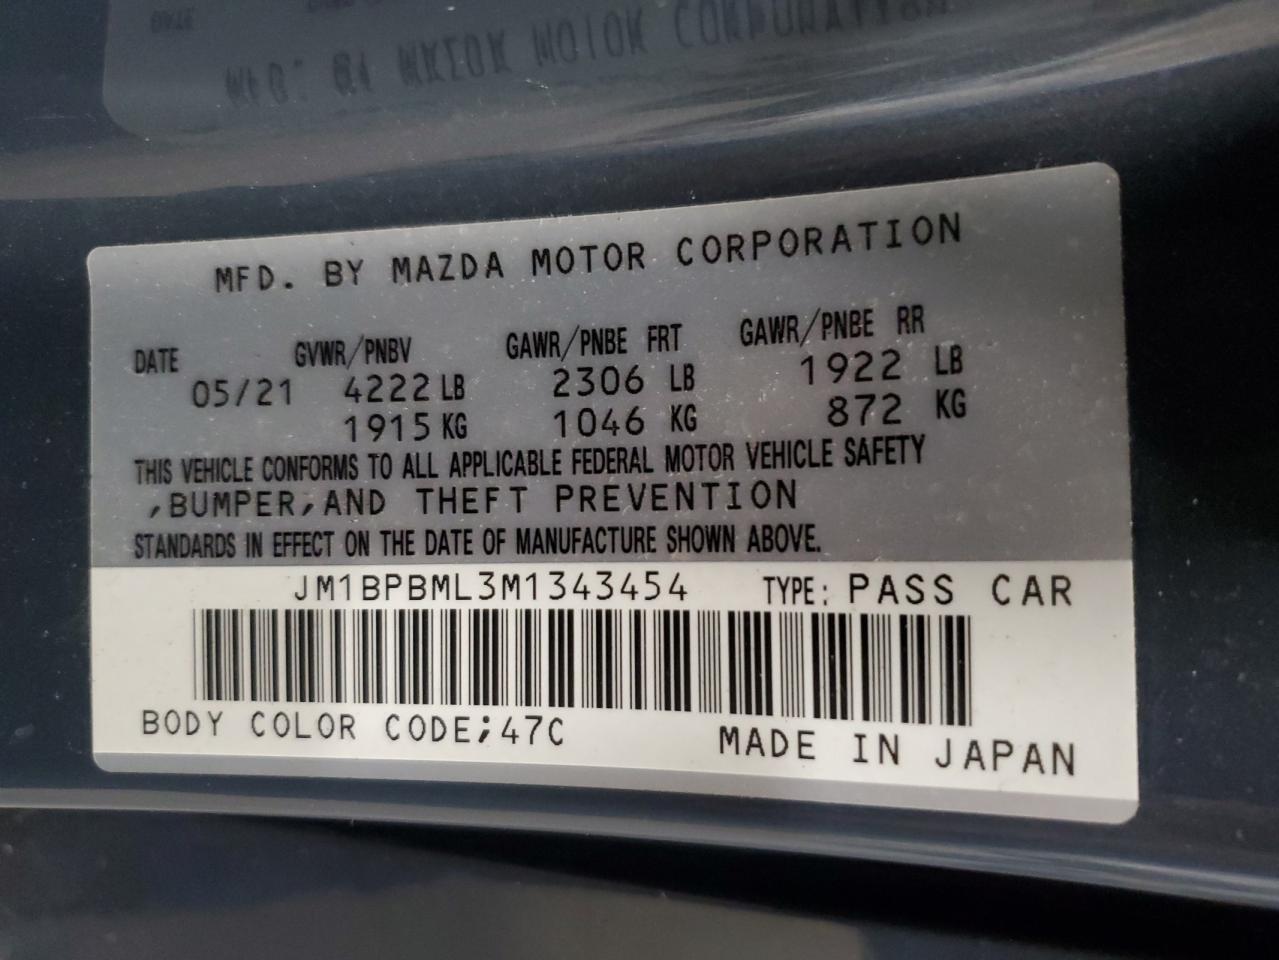 MFD. BY MAZDA MOTOR CORPORATION
DATE GVWR/PNBV GAWR/PNBE FRT GAWR/PNBE RR
05/21 4222 LB 2306 LB 1922 LB
1915 KG 1046 KG 872 KG
THIS VEHICLE CONFORMS TO ALL APPLICABLE FEDERAL MOTOR VEHICLE SAFETY
,BUMPER,AND THEFT PREVENTION
STANDARDS IN EFFECT ON THE DATE OF MANUFACTURE SHOWN ABOVE.
JM1BPBML3M1343454 TYPE: PASS CAR
BODY COLOR CODE;47C MADE IN JAPAN